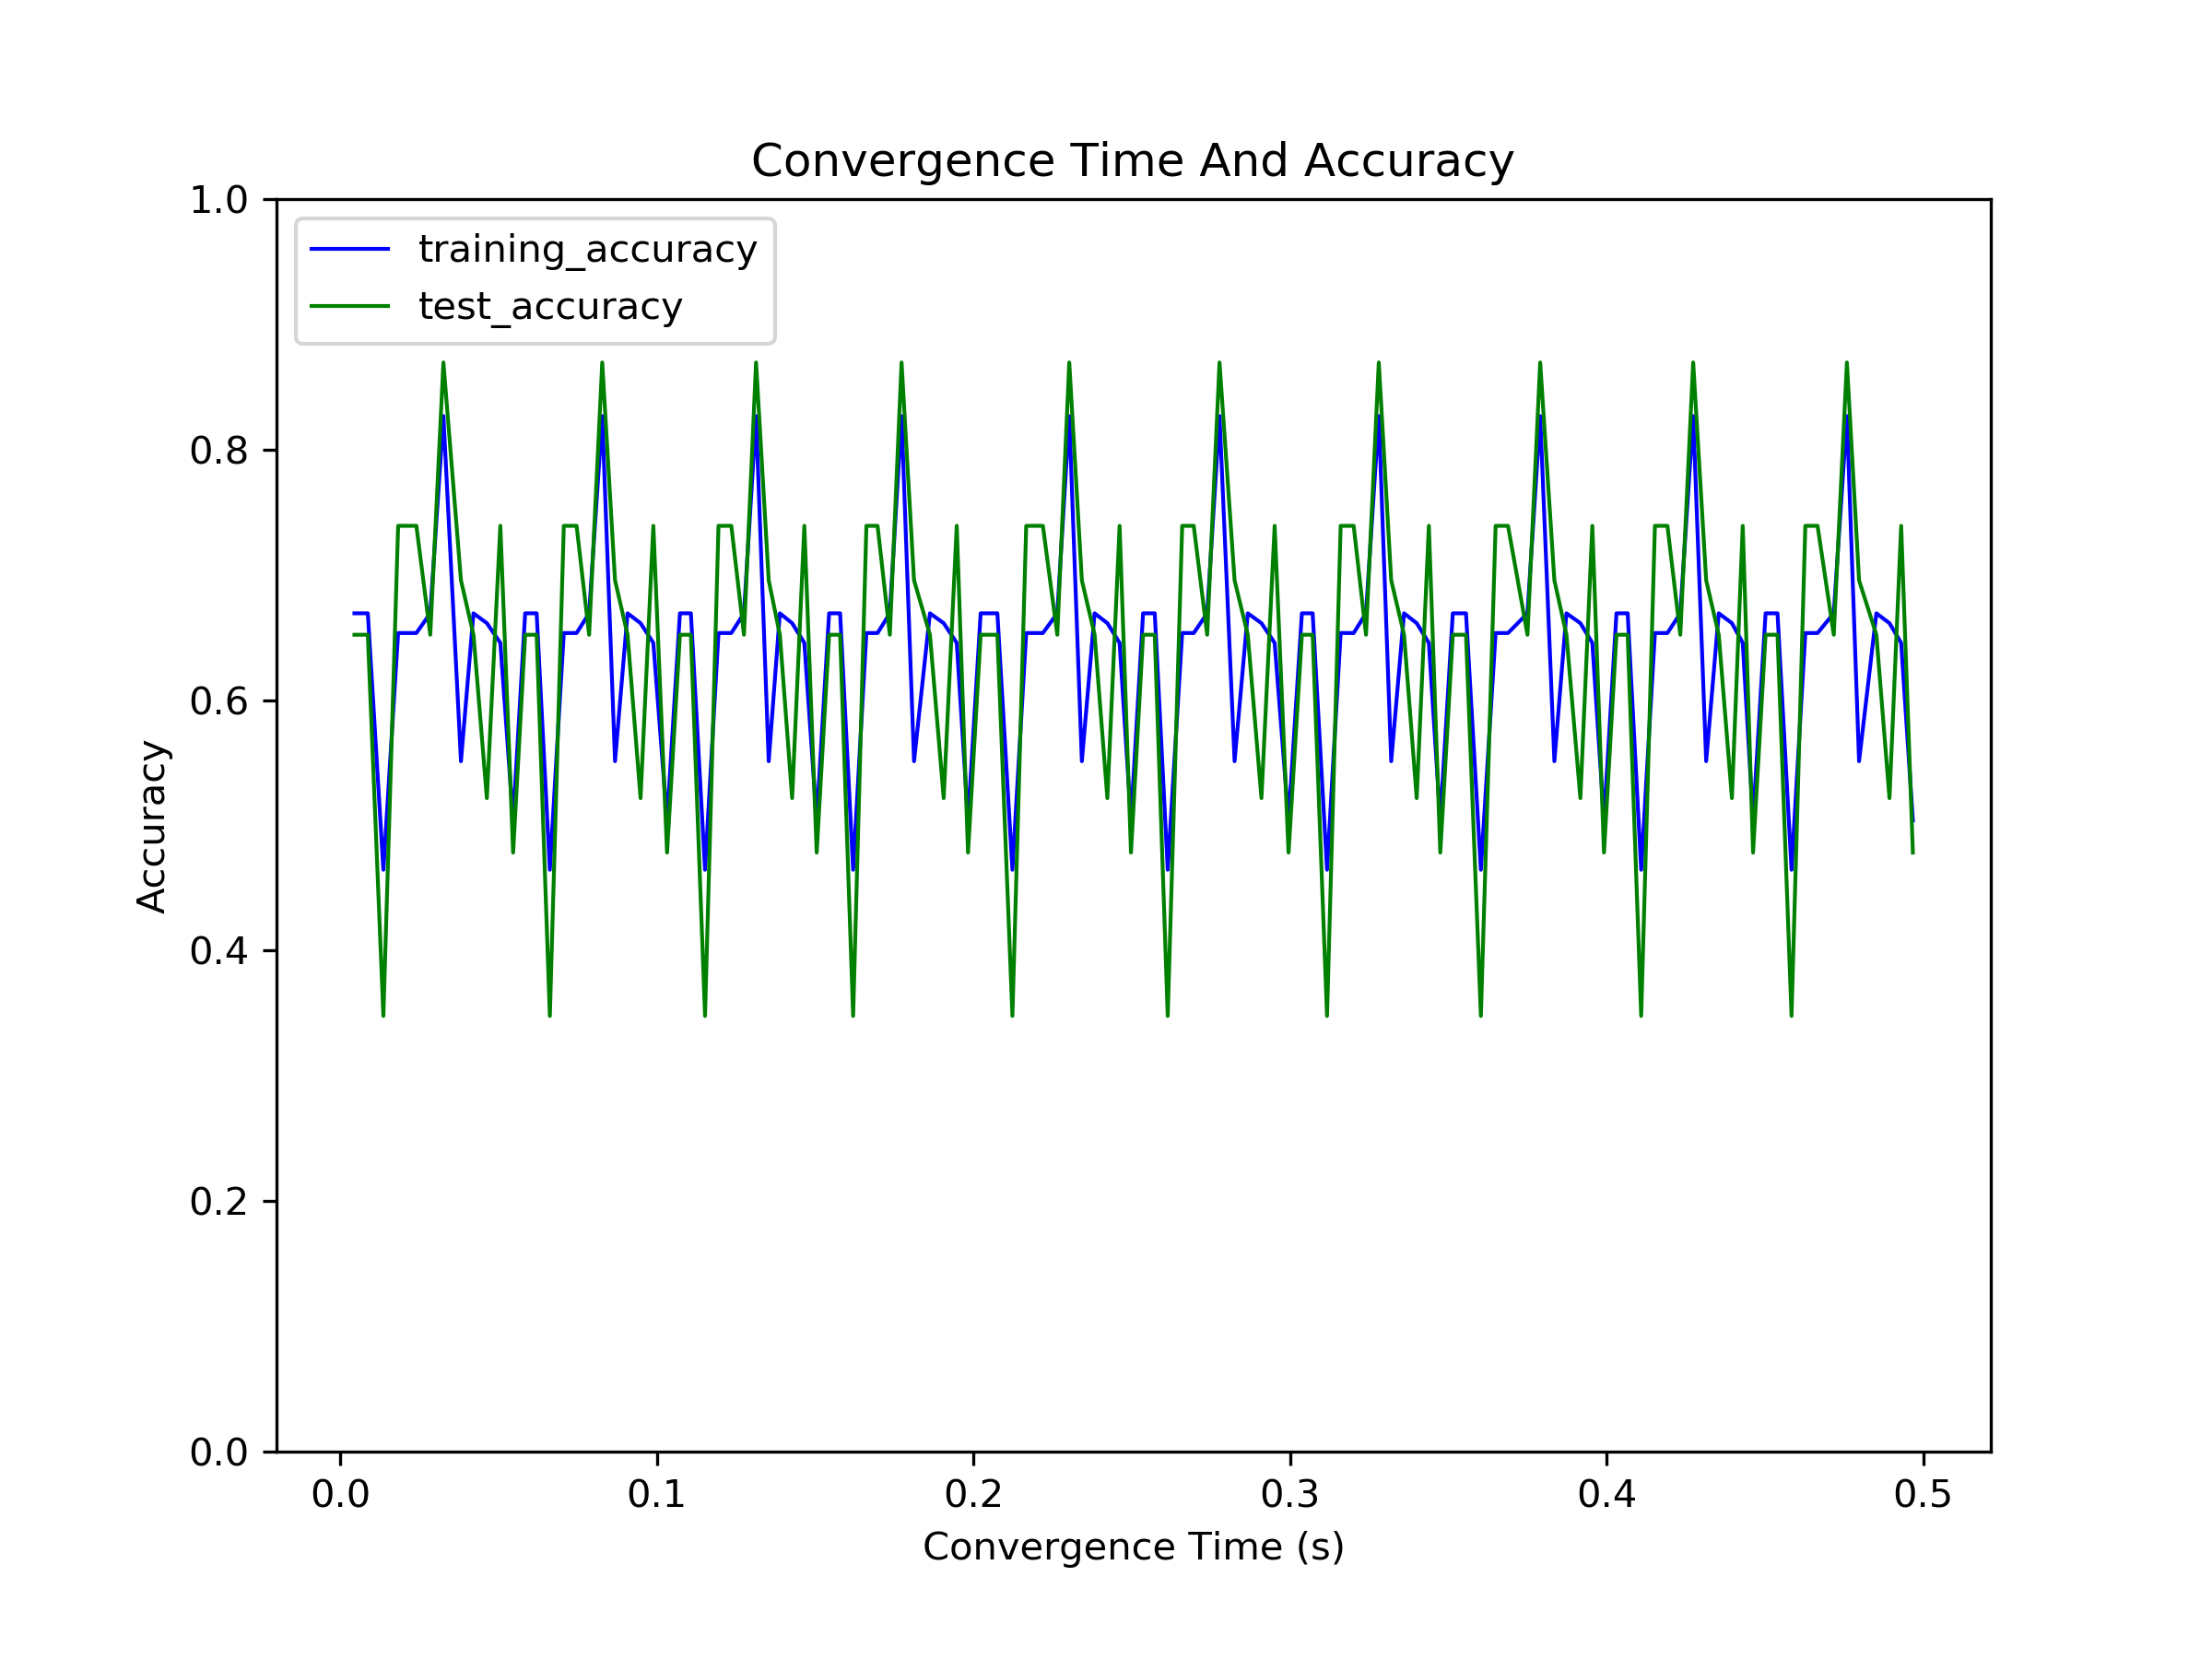 Convergence Time And Accuracy
training_accuracy
test_accuracy
1.0
0.8
0.6
0.4
0.2
0.0
Accuracy
0.0 0.1 0.2 0.3 0.4 0.5
Convergence Time (s)